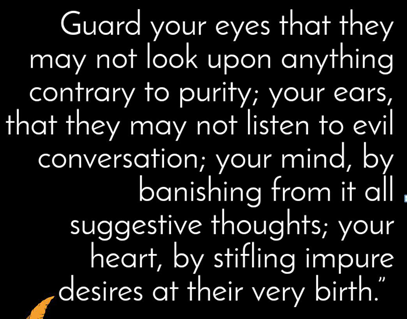 Guard your eyes that they
may not look upon anything
contrary to purity; your ears,
that they may not listen to evil
conversation; your mind, by
banishing from it all
suggestive thoughts; your
heart, by stifling impure
desires at their very birth.”